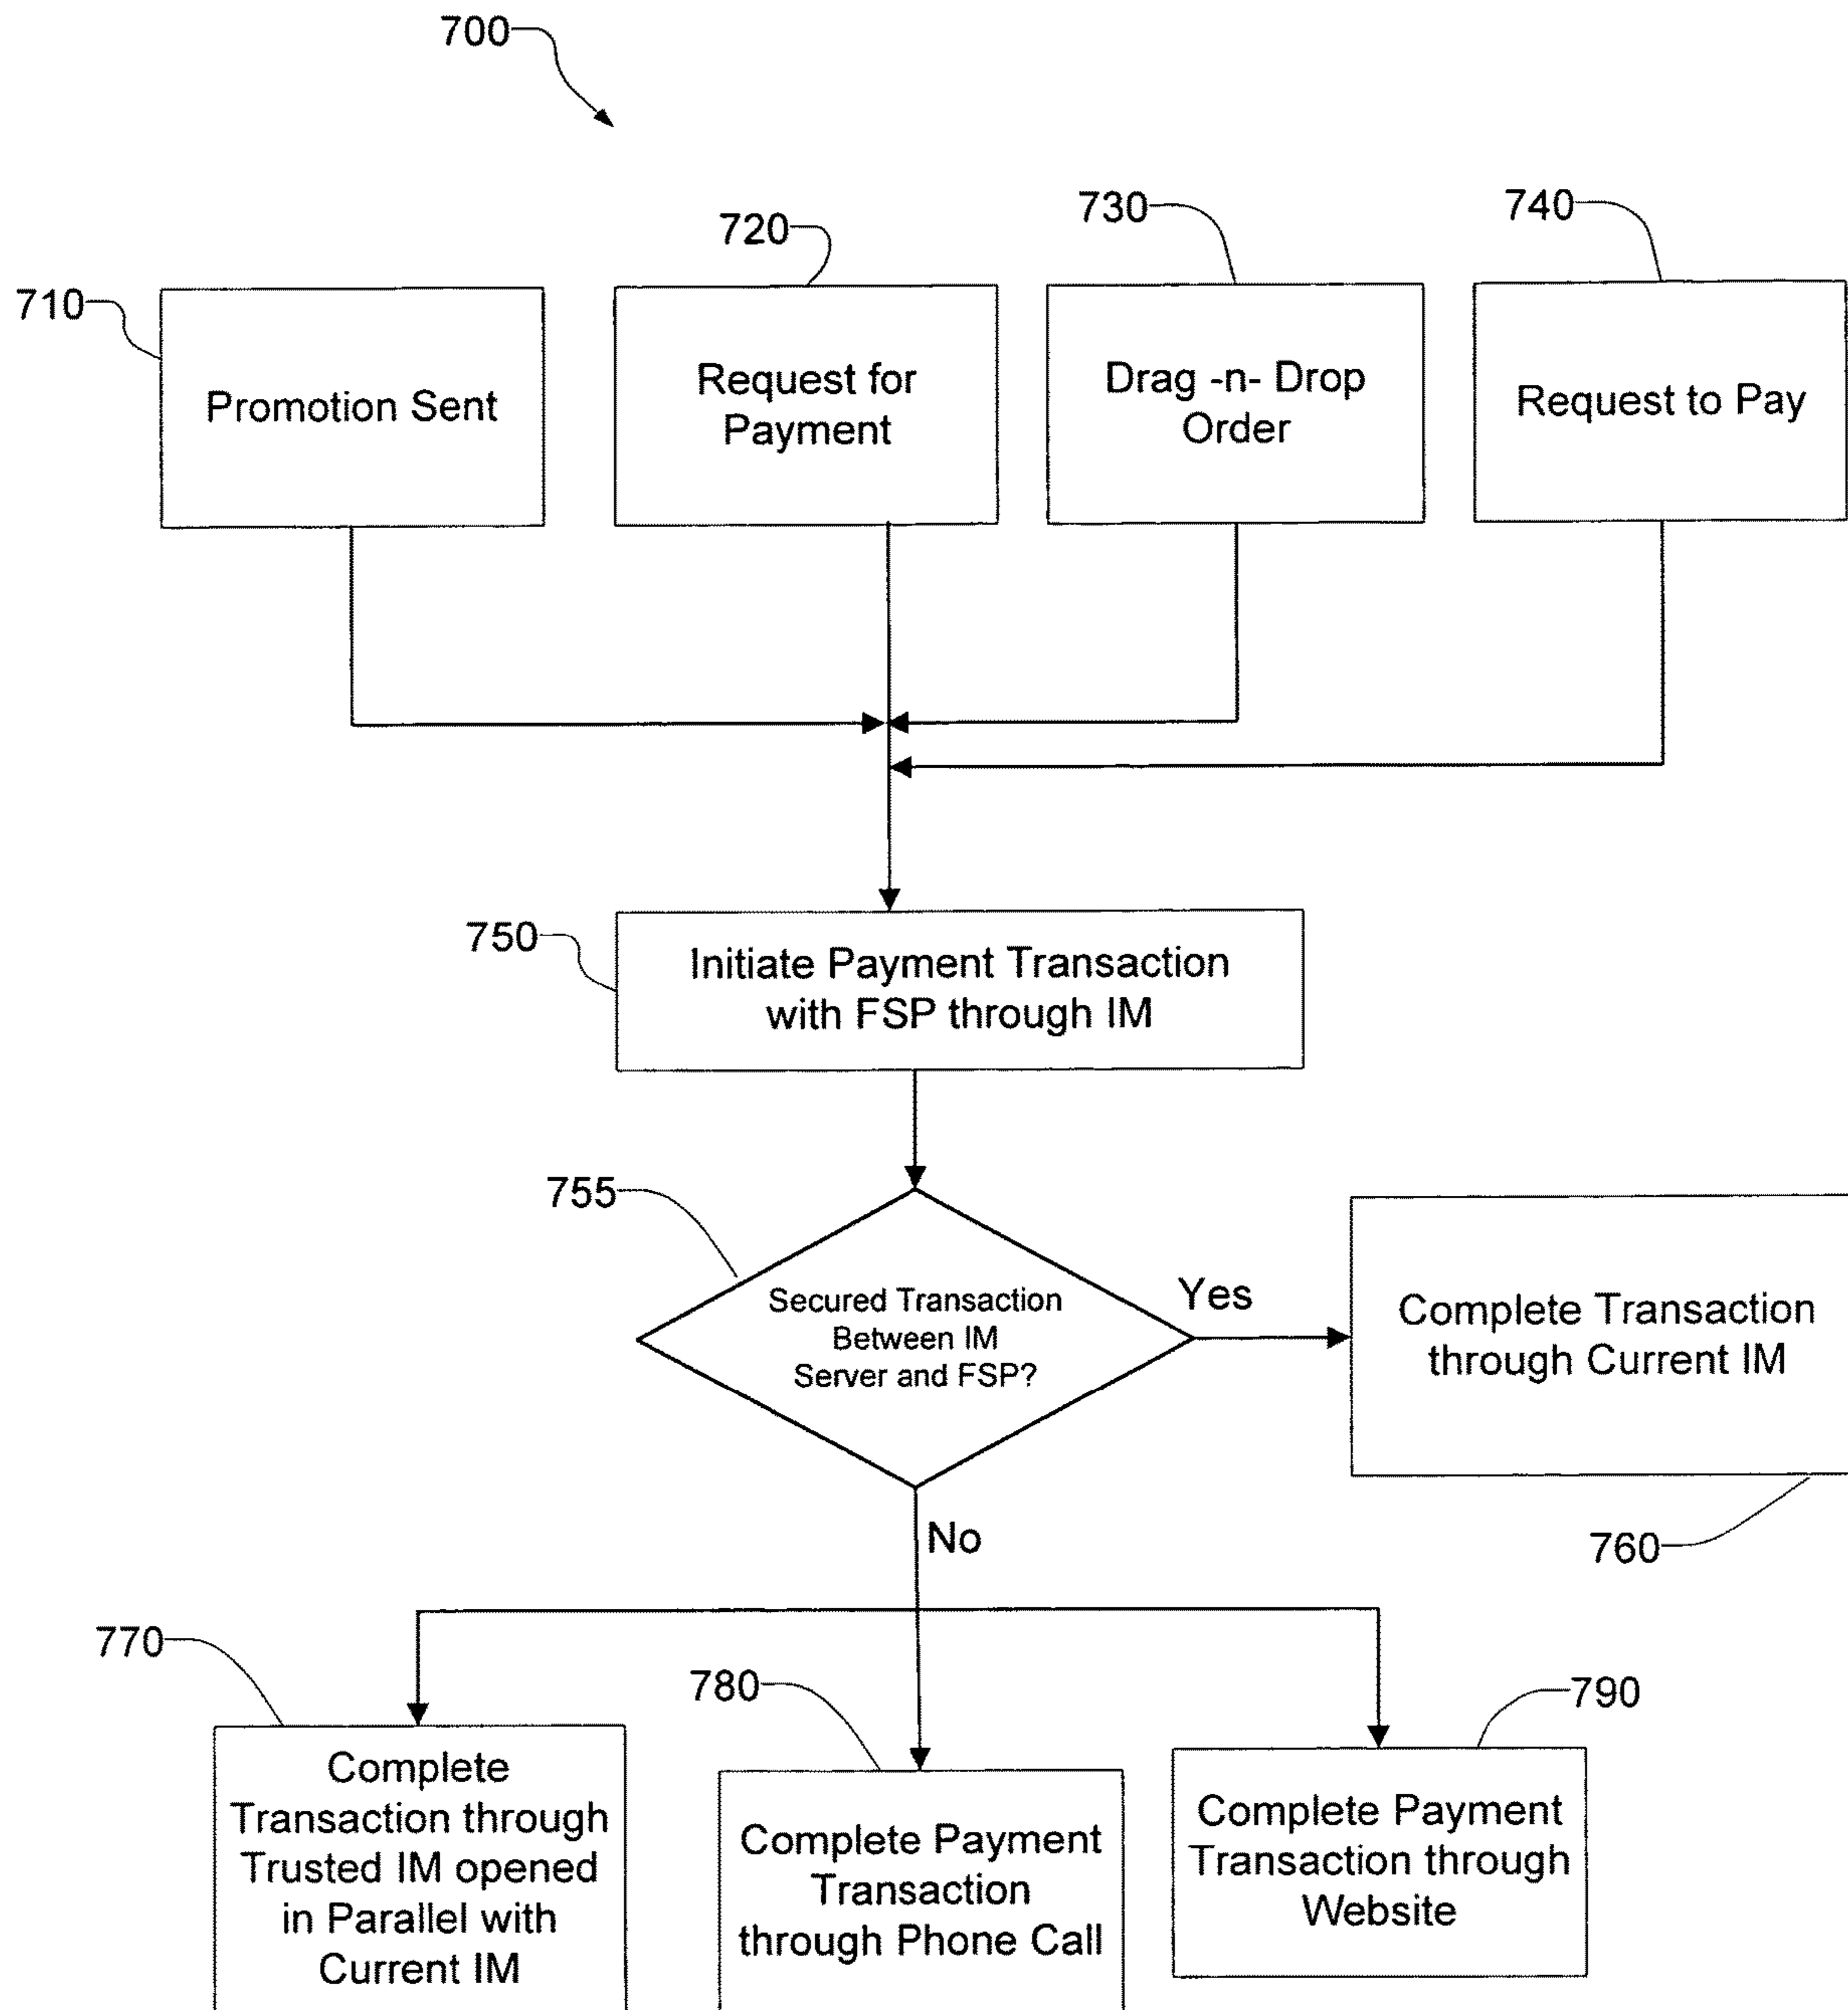 700
710
720
730
740
Promotion Sent
Request for
Payment
Drag -n- Drop
Order
Request to Pay
750
Initiate Payment Transaction
with FSP through IM
755
Secured Transaction
Between IM
Server and FSP?
Yes
Complete Transaction
through Current IM
760
No
770
780
790
Complete
Transaction through
Trusted IM opened
in Parallel with
Current IM
Complete Payment
Transaction
through Phone Call
Complete Payment
Transaction through
Website